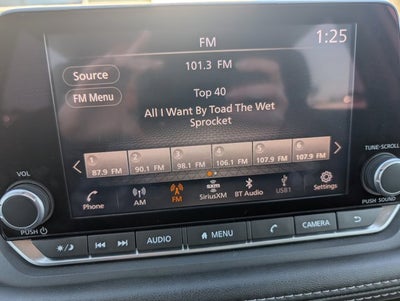 FM
1:25
101.3 FM
Source
Top 40
FM Menu
All I Want By Toad The Wet
Sprocket
1 2 3 4 5 6
87.9 FM 90.1 FM 98.1 FM 106.1 FM 107.9 FM 107.9 FM
VOL
TUNE·SCROLL
Phone AM FM SiriusXM BT Audio USB1 Settings
PUSH
PUSH SOUND
AUDIO MENU CAMERA